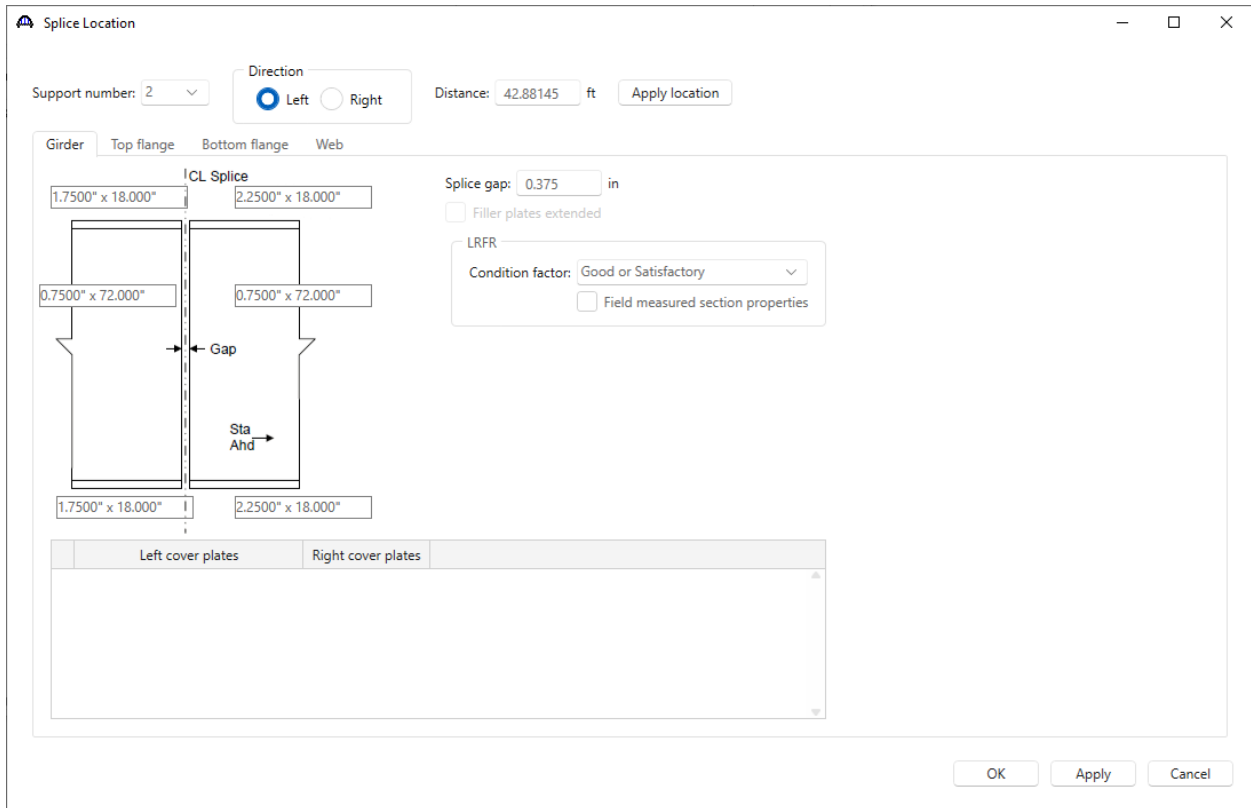 Splice Location
Support number: 2 Direction Left Right Distance: 42.88145 ft Apply location
Girder Top flange Bottom flange Web
CL Splice
1.7500" x 18.000" 2.2500" x 18.000"
Splice gap: 0.375 in
Filler plates extended
LRFR
Condition factor: Good or Satisfactory
Field measured section properties
0.7500" x 72.000" 0.7500" x 72.000"
Gap
Sta
Ahd
1.7500" x 18.000" 2.2500" x 18.000"
Left cover plates Right cover plates
OK Apply Cancel